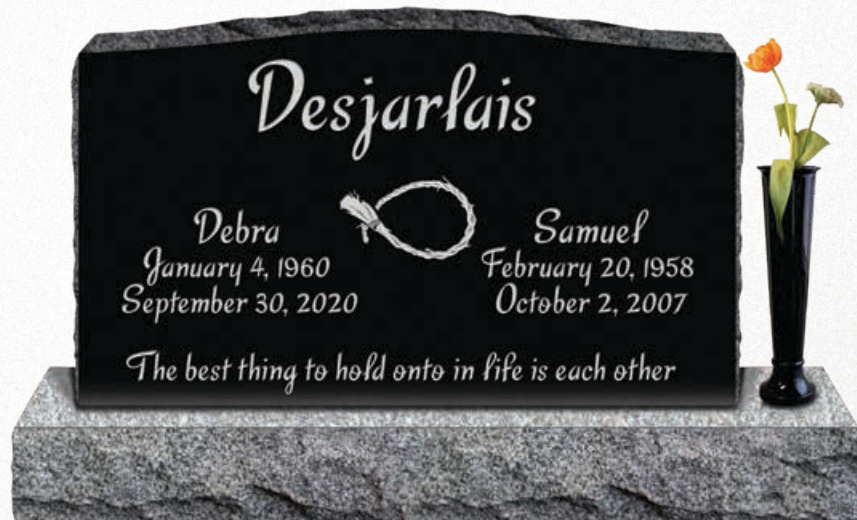 Desjarlais
Debra
January 4, 1960
September 30, 2020
Samuel
February 20, 1958
October 2, 2007
The best thing to hold onto in life is each other